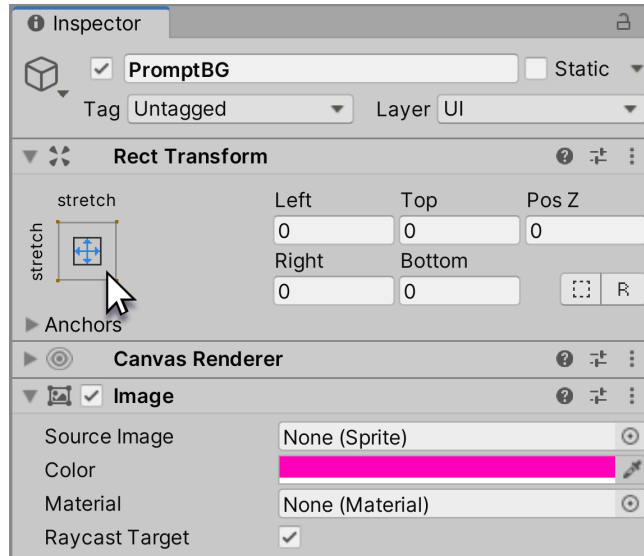 Inspector
PromptBG Static
Tag Untagged Layer UI
Rect Transform
stretch Left Top Pos Z
stretch 0 0 0
Right Bottom
0 0 R
Anchors
Canvas Renderer
Image
Source Image None (Sprite)
Color
Material None (Material)
Raycast Target